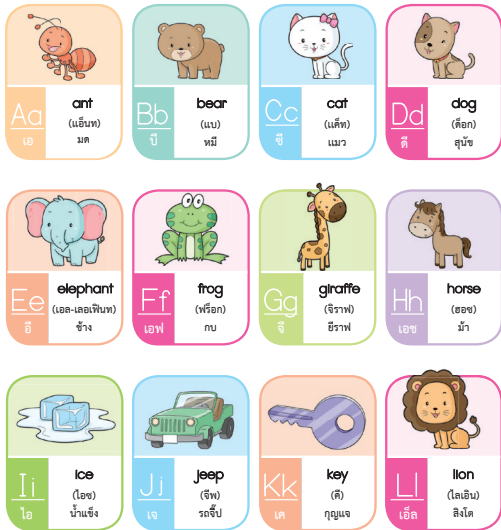 Aa
เอ
ant
(แอ็นท)
มด
Bb
บี
bear
(แบ)
หมี
Cc
ซี
cat
(แค็ท)
แมว
Dd
ดี
dog
(ด็อก)
สุนัข
Ee
อี
elephant
(เอล-เลอเฟินท)
ช้าง
Ff
เอฟ
frog
(ฟร็อก)
กบ
Gg
จี
giraffe
(จิราฟ)
ยีราฟ
Hh
เอช
horse
(ฮอซ)
ม้า
Ii
ไอ
ice
(ไอซ)
น้ำแข็ง
Jj
เจ
jeep
(จีพ)
รถจี๊ป
Kk
เค
key
(คี)
กุญแจ
Ll
เอ็ล
lion
(ไลเอิน)
สิงโต